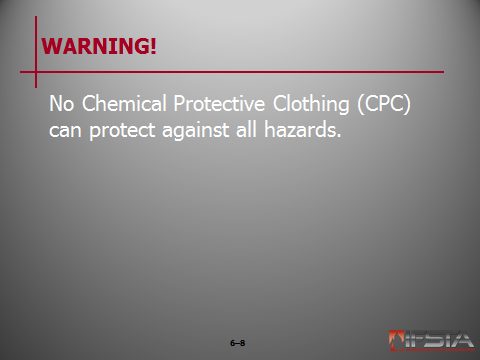 WARNING!
No Chemical Protective Clothing (CPC)
can protect against all hazards.
6–8
IFSTA